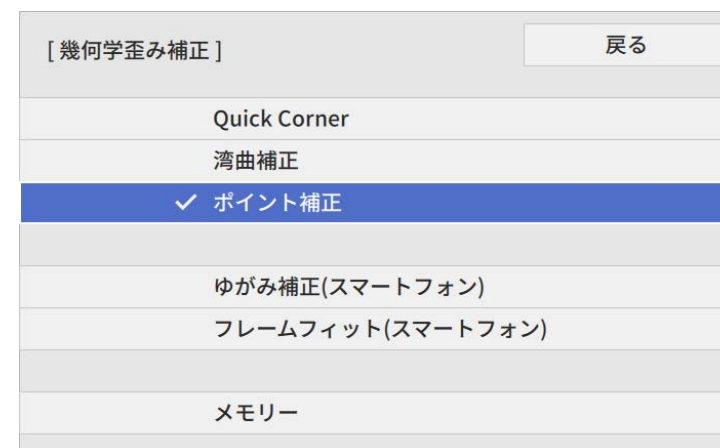 [ 幾何学歪み補正 ]
戻る
Quick Corner
湾曲補正
ポイント補正
ゆがみ補正(スマートフォン)
フレームフィット(スマートフォン)
メモリー